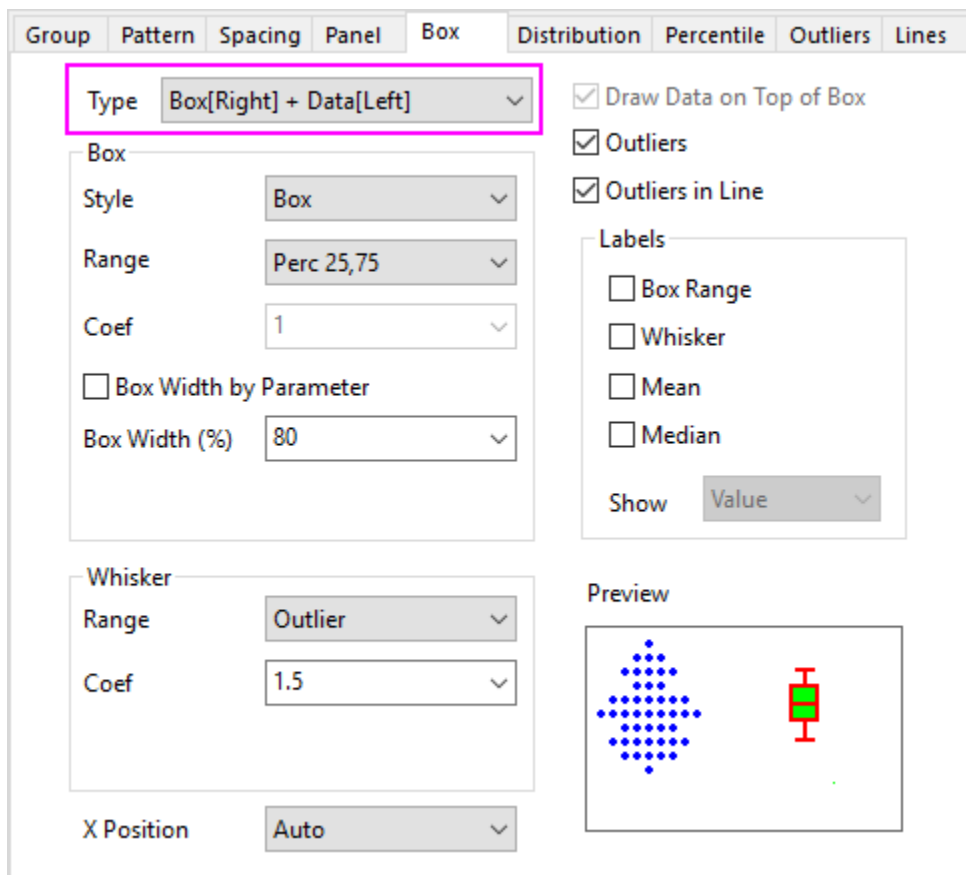 Group Pattern Spacing Panel Box Distribution Percentile Outliers Lines
Type Box[Right] + Data[Left]
Draw Data on Top of Box
Outliers
Outliers in Line
Box
Style Box
Range Perc 25,75
Coef 1
Box Width by Parameter
Box Width (%) 80
Labels
Box Range
Whisker
Mean
Median
Show Value
Whisker
Range Outlier
Coef 1.5
X Position Auto
Preview